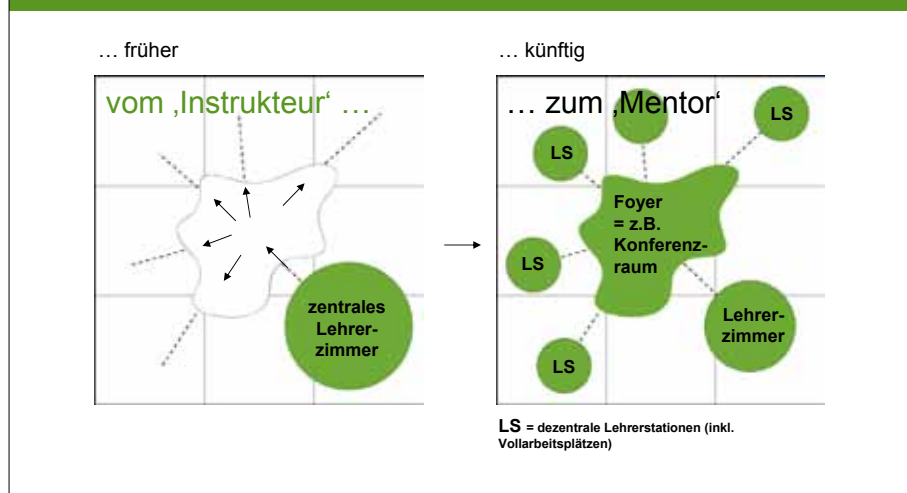 … früher
vom ‚Instrukteur‘ …
zentrales
Lehrer-
zimmer
… künftig
… zum ‚Mentor‘
LS
LS
Foyer
= z.B.
Konferenz-
raum
LS
Lehrer-
zimmer
LS
LS = dezentrale Lehrerstationen (inkl.
Vollarbeitsplätzen)